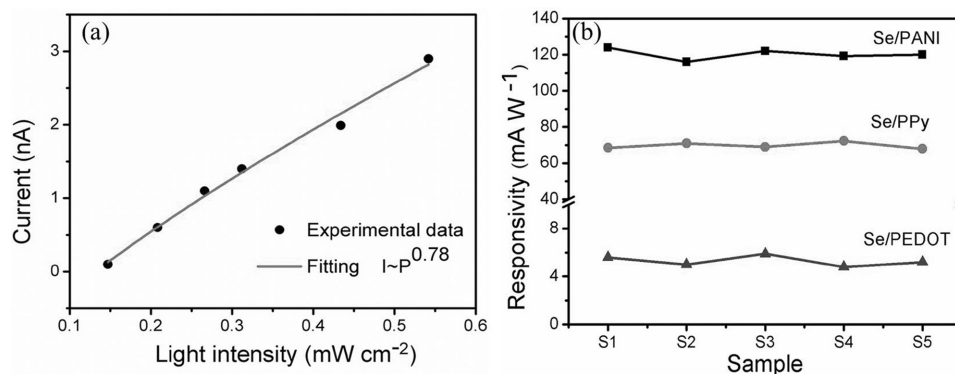 (a)
3
2
1
0
Current (nA)
Experimental data
Fitting I~P^0.78
0.1 0.2 0.3 0.4 0.5 0.6
Light intensity (mW cm⁻²)
(b)
140
120
100
80
60
40
8
4
0
Responsivity (mA W⁻¹)
Se/PANI
Se/PPy
Se/PEDOT
S1 S2 S3 S4 S5
Sample